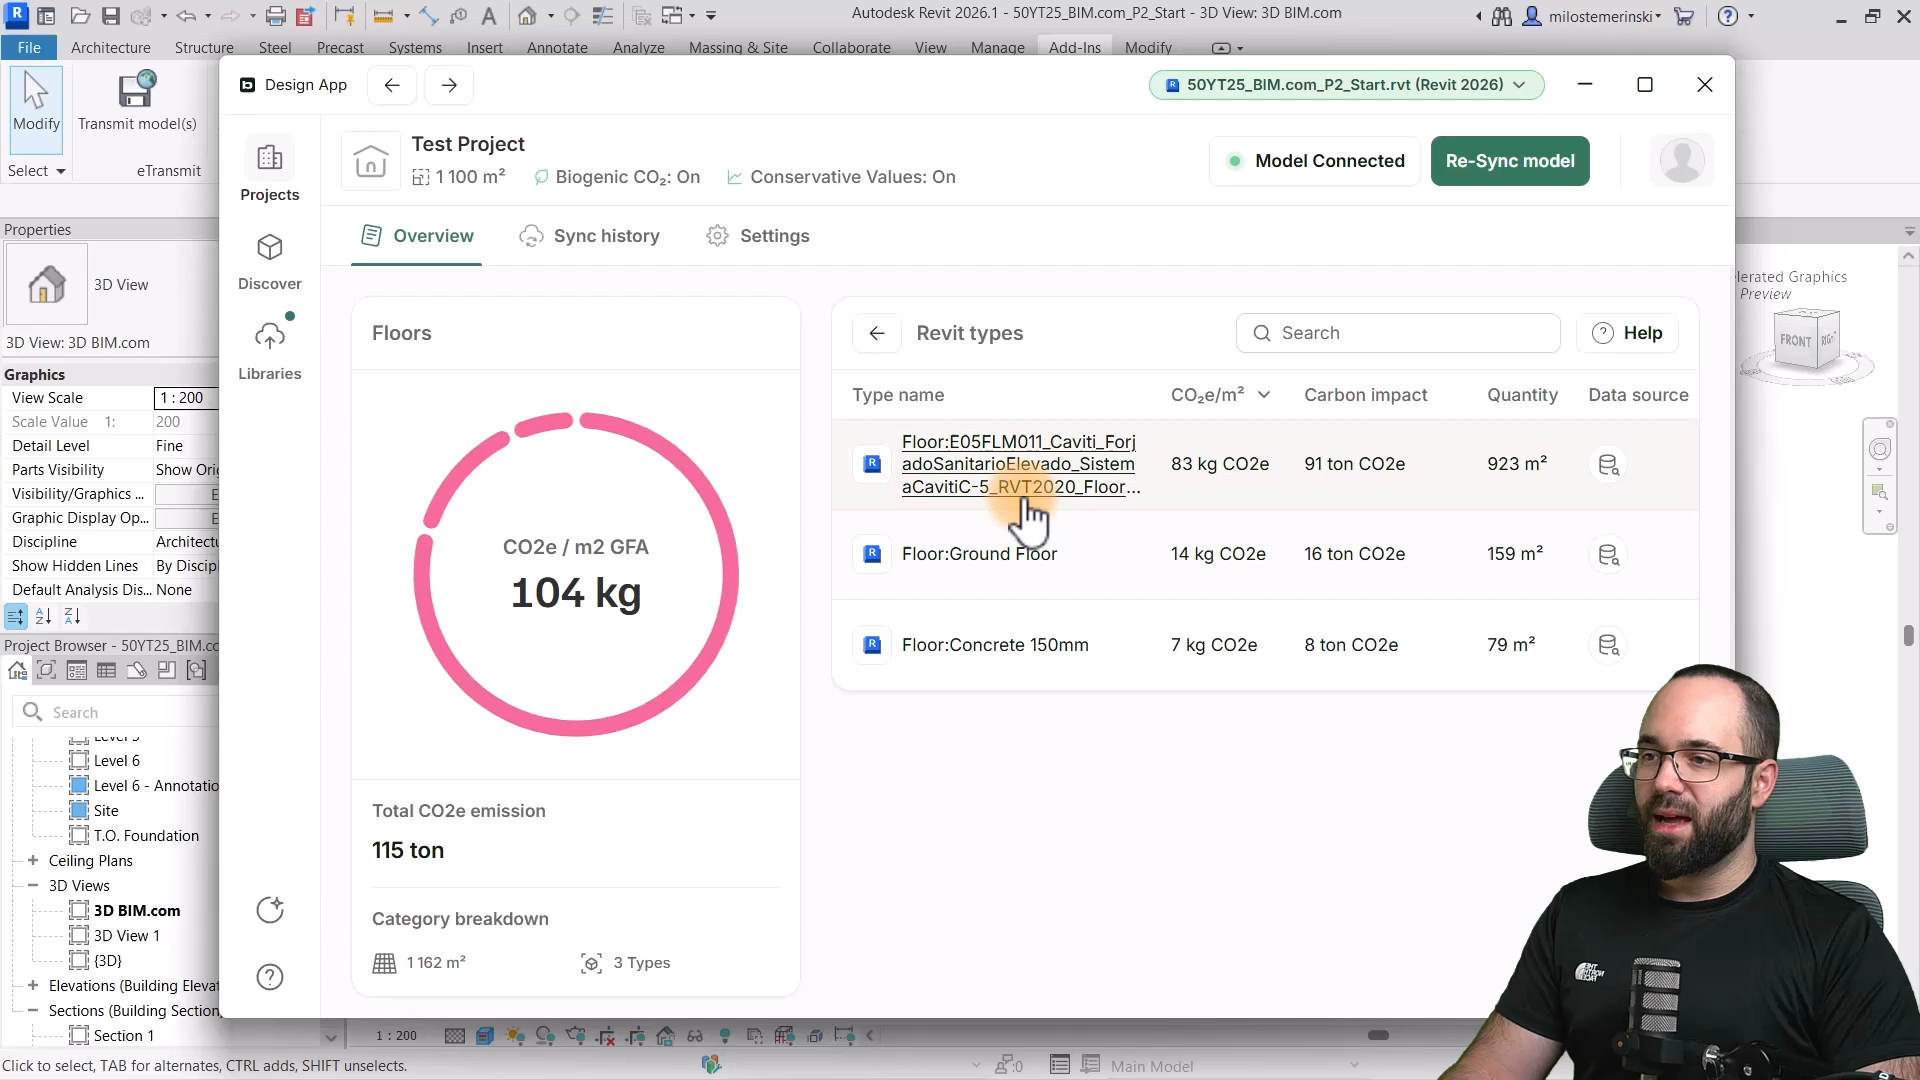 Autodesk Revit 2026.1 - 50YT25_BIM.com_P2_Start - 3D View: 3D BIM.com
milostemerinski
File
Architecture
Structure
Steel
Precast
Systems
Insert
Annotate
Analyze
Massing & Site
Collaborate
View
Manage
Add-Ins
Modify
Modify
Transmit model(s)
Select
eTransmit
Design App
50YT25_BIM.com_P2_Start.rvt (Revit 2026)
Projects
Discover
Libraries
Test Project
1 100 m²
Biogenic CO₂: On
Conservative Values: On
Model Connected
Re-Sync model
Overview
Sync history
Settings
Floors
CO2e / m2 GFA
104 kg
Total CO2e emission
115 ton
Category breakdown
1 162 m²
3 Types
Revit types
Search
Help
Type name
CO₂e/m²
Carbon impact
Quantity
Data source
Floor:E05FLM011_Caviti_Forj
adoSanitarioElevado_Sistem
aCavitiC-5_RVT2020_Floor...
83 kg CO2e
91 ton CO2e
923 m²
Floor:Ground Floor
14 kg CO2e
16 ton CO2e
159 m²
Floor:Concrete 150mm
7 kg CO2e
8 ton CO2e
79 m²
Properties
3D View
3D View: 3D BIM.com
Graphics
View Scale
1 : 200
Scale Value 1:
200
Detail Level
Fine
Parts Visibility
Show Orig
Visibility/Graphics ...
E
Graphic Display Op...
E
Discipline
Architectu
Show Hidden Lines
By Discipl
Default Analysis Dis...
None
Project Browser - 50YT25_BIM.co
Search
Level 6
Level 6 - Annotatio
Site
T.O. Foundation
Ceiling Plans
3D Views
3D BIM.com
3D View 1
{3D}
Elevations (Building Eleva
Sections (Building Section
Section 1
lerated Graphics
Preview
FRONT
RIGHT
THE
NORTH
FACE
1 : 200
Click to select, TAB for alternates, CTRL adds, SHIFT unselects.
:0
Main Model